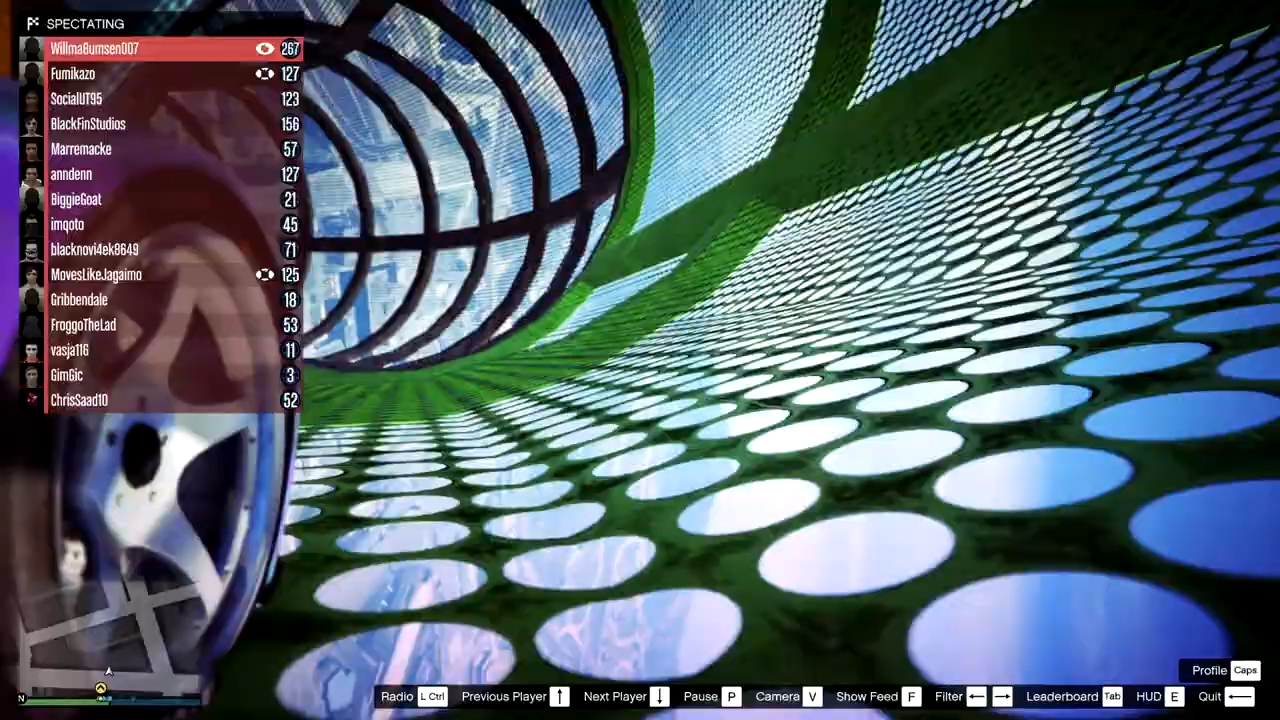 SPECTATING
WillmaBumsen007 267
Fumikazo 127
SocialUT95 123
BlackFinStudios 156
Marremacke 57
anndenn 127
BiggieGoat 21
imqoto 45
blacknovi4ek8649 71
MovesLikeJagaimo 125
Gribbendale 18
FroggoTheLad 53
vasja116 11
GimGic 3
ChrisSaad10 52
N
Profile Caps
Radio L Ctrl Previous Player ↑ Next Player ↓ Pause P Camera V Show Feed F Filter ← → Leaderboard Tab HUD E Quit ←